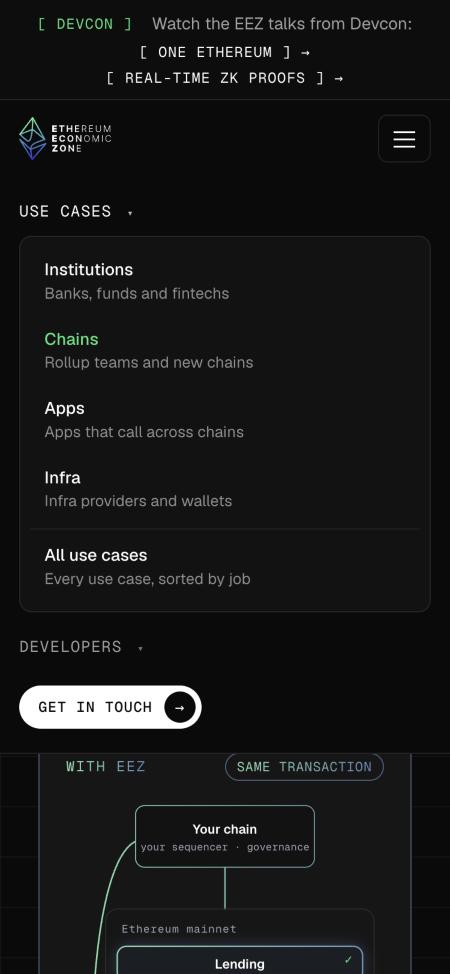 [ DEVCON ] Watch the EEZ talks from Devcon:
[ ONE ETHEREUM ] →
[ REAL-TIME ZK PROOFS ] →
ETHEREUM
ECONOMIC
ZONE
USE CASES ▾
Institutions
Banks, funds and fintechs
Chains
Rollup teams and new chains
Apps
Apps that call across chains
Infra
Infra providers and wallets
All use cases
Every use case, sorted by job
DEVELOPERS ▾
GET IN TOUCH →
WITH EEZ
SAME TRANSACTION
Your chain
your sequencer · governance
Ethereum mainnet
Lending ✓